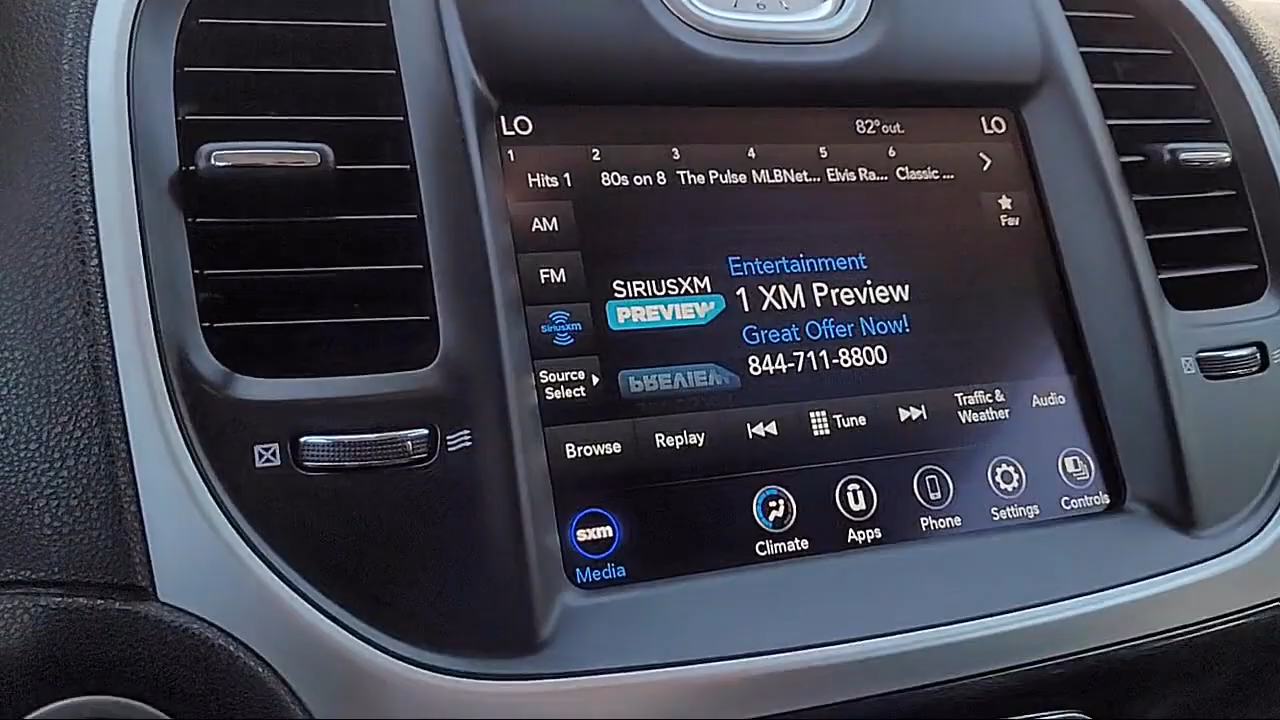 LO 82°out. LO
1 2 3 4 5 6
Hits 1 80s on 8 The Pulse MLBNet... Elvis Ra... Classic ...
AM
Fav
FM
Entertainment
SIRIUSXM
PREVIEW
1 XM Preview
Great Offer Now!
844-711-8800
SiriusXM
Source
Select
Browse Replay Tune Traffic &
Weather Audio
sxm
Media Climate Apps Phone Settings Controls